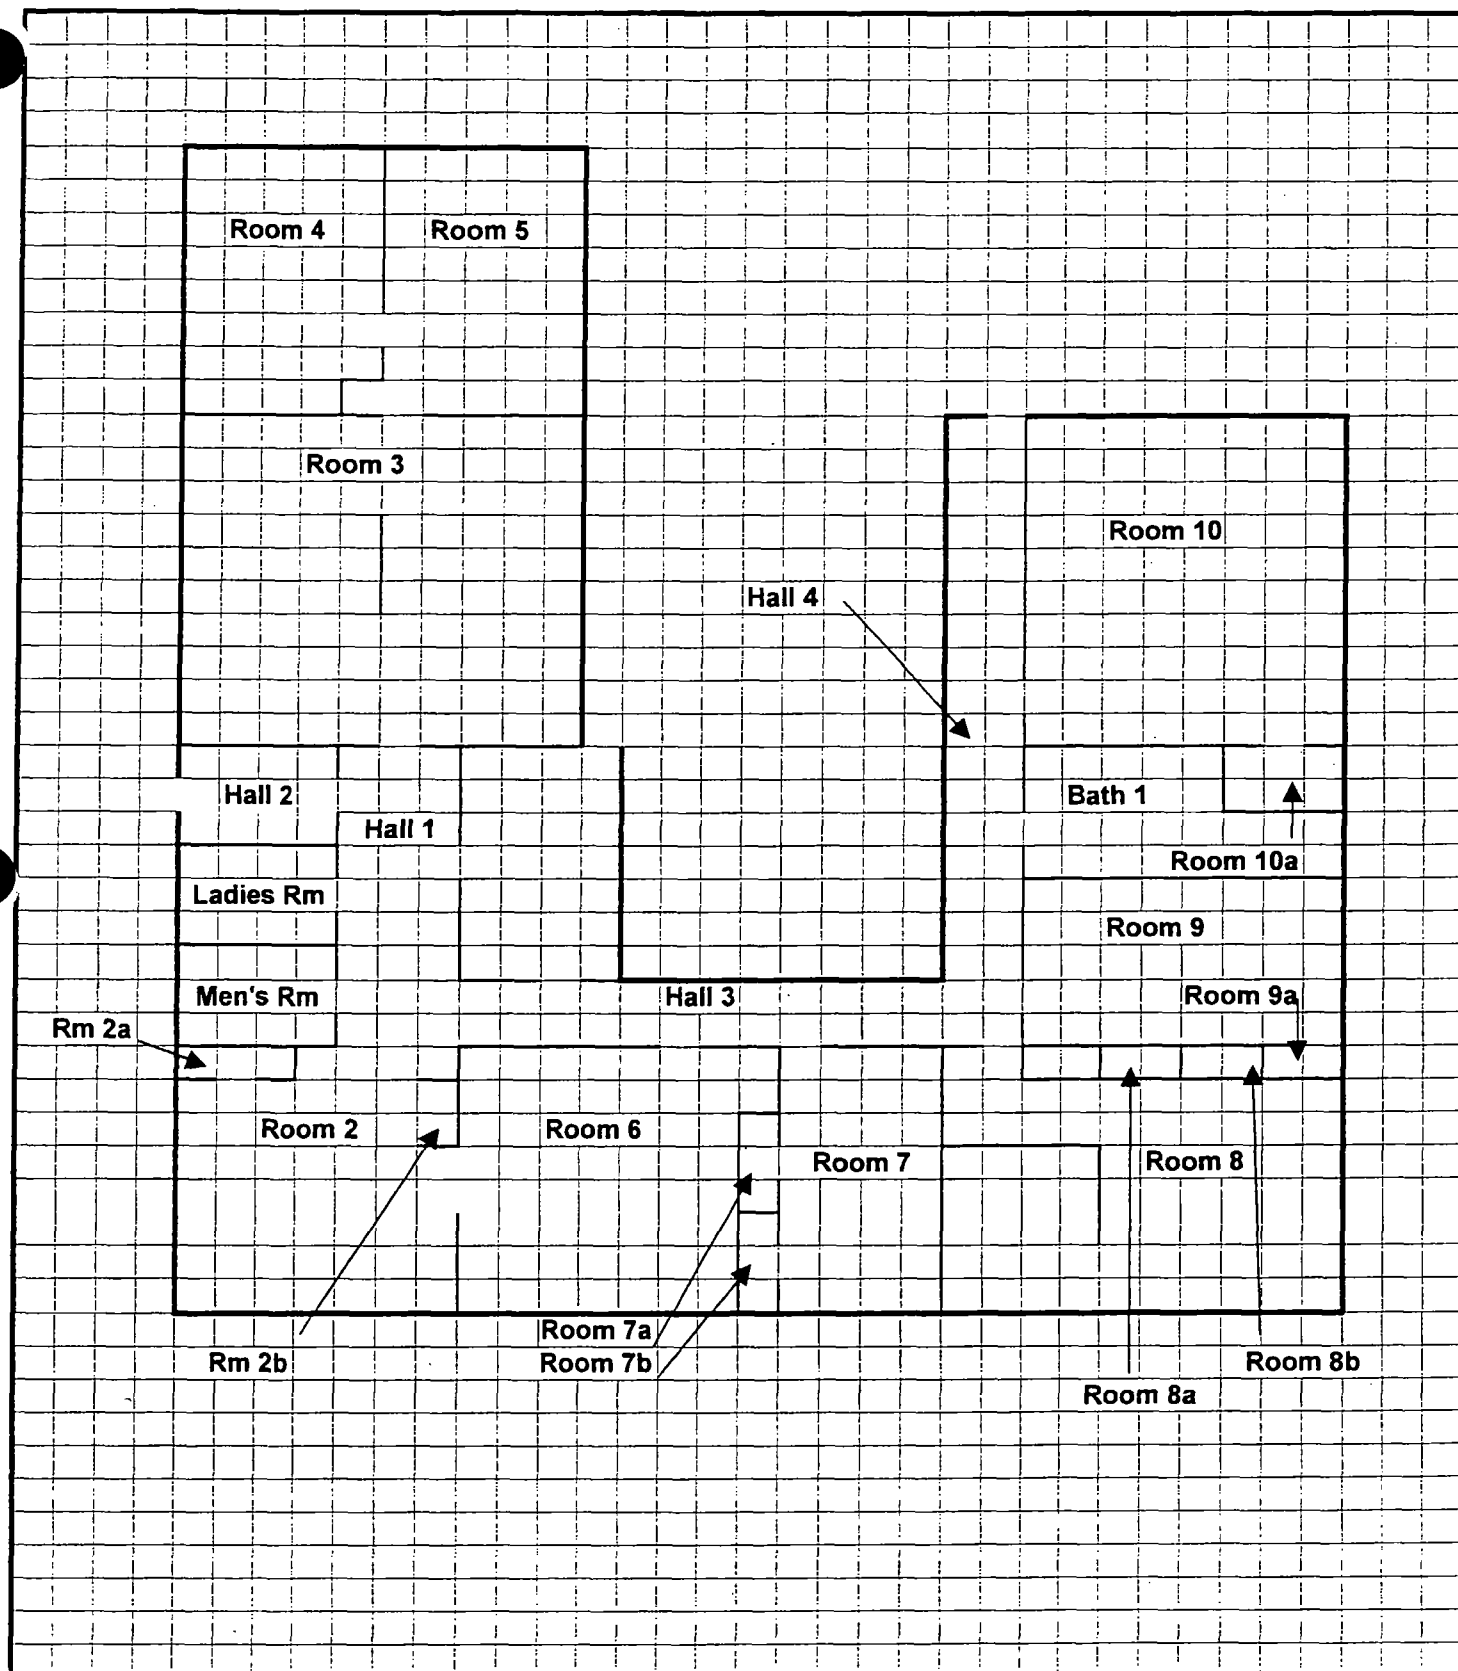 Room 4
Room 5
Room 3
Room 10
Hall 4
Hall 2
Bath 1
Hall 1
Room 10a
Ladies Rm
Room 9
Men's Rm
Hall 3
Room 9a
Rm 2a
Room 2
Room 6
Room 7
Room 8
Room 7a
Rm 2b
Room 7b
Room 8b
Room 8a